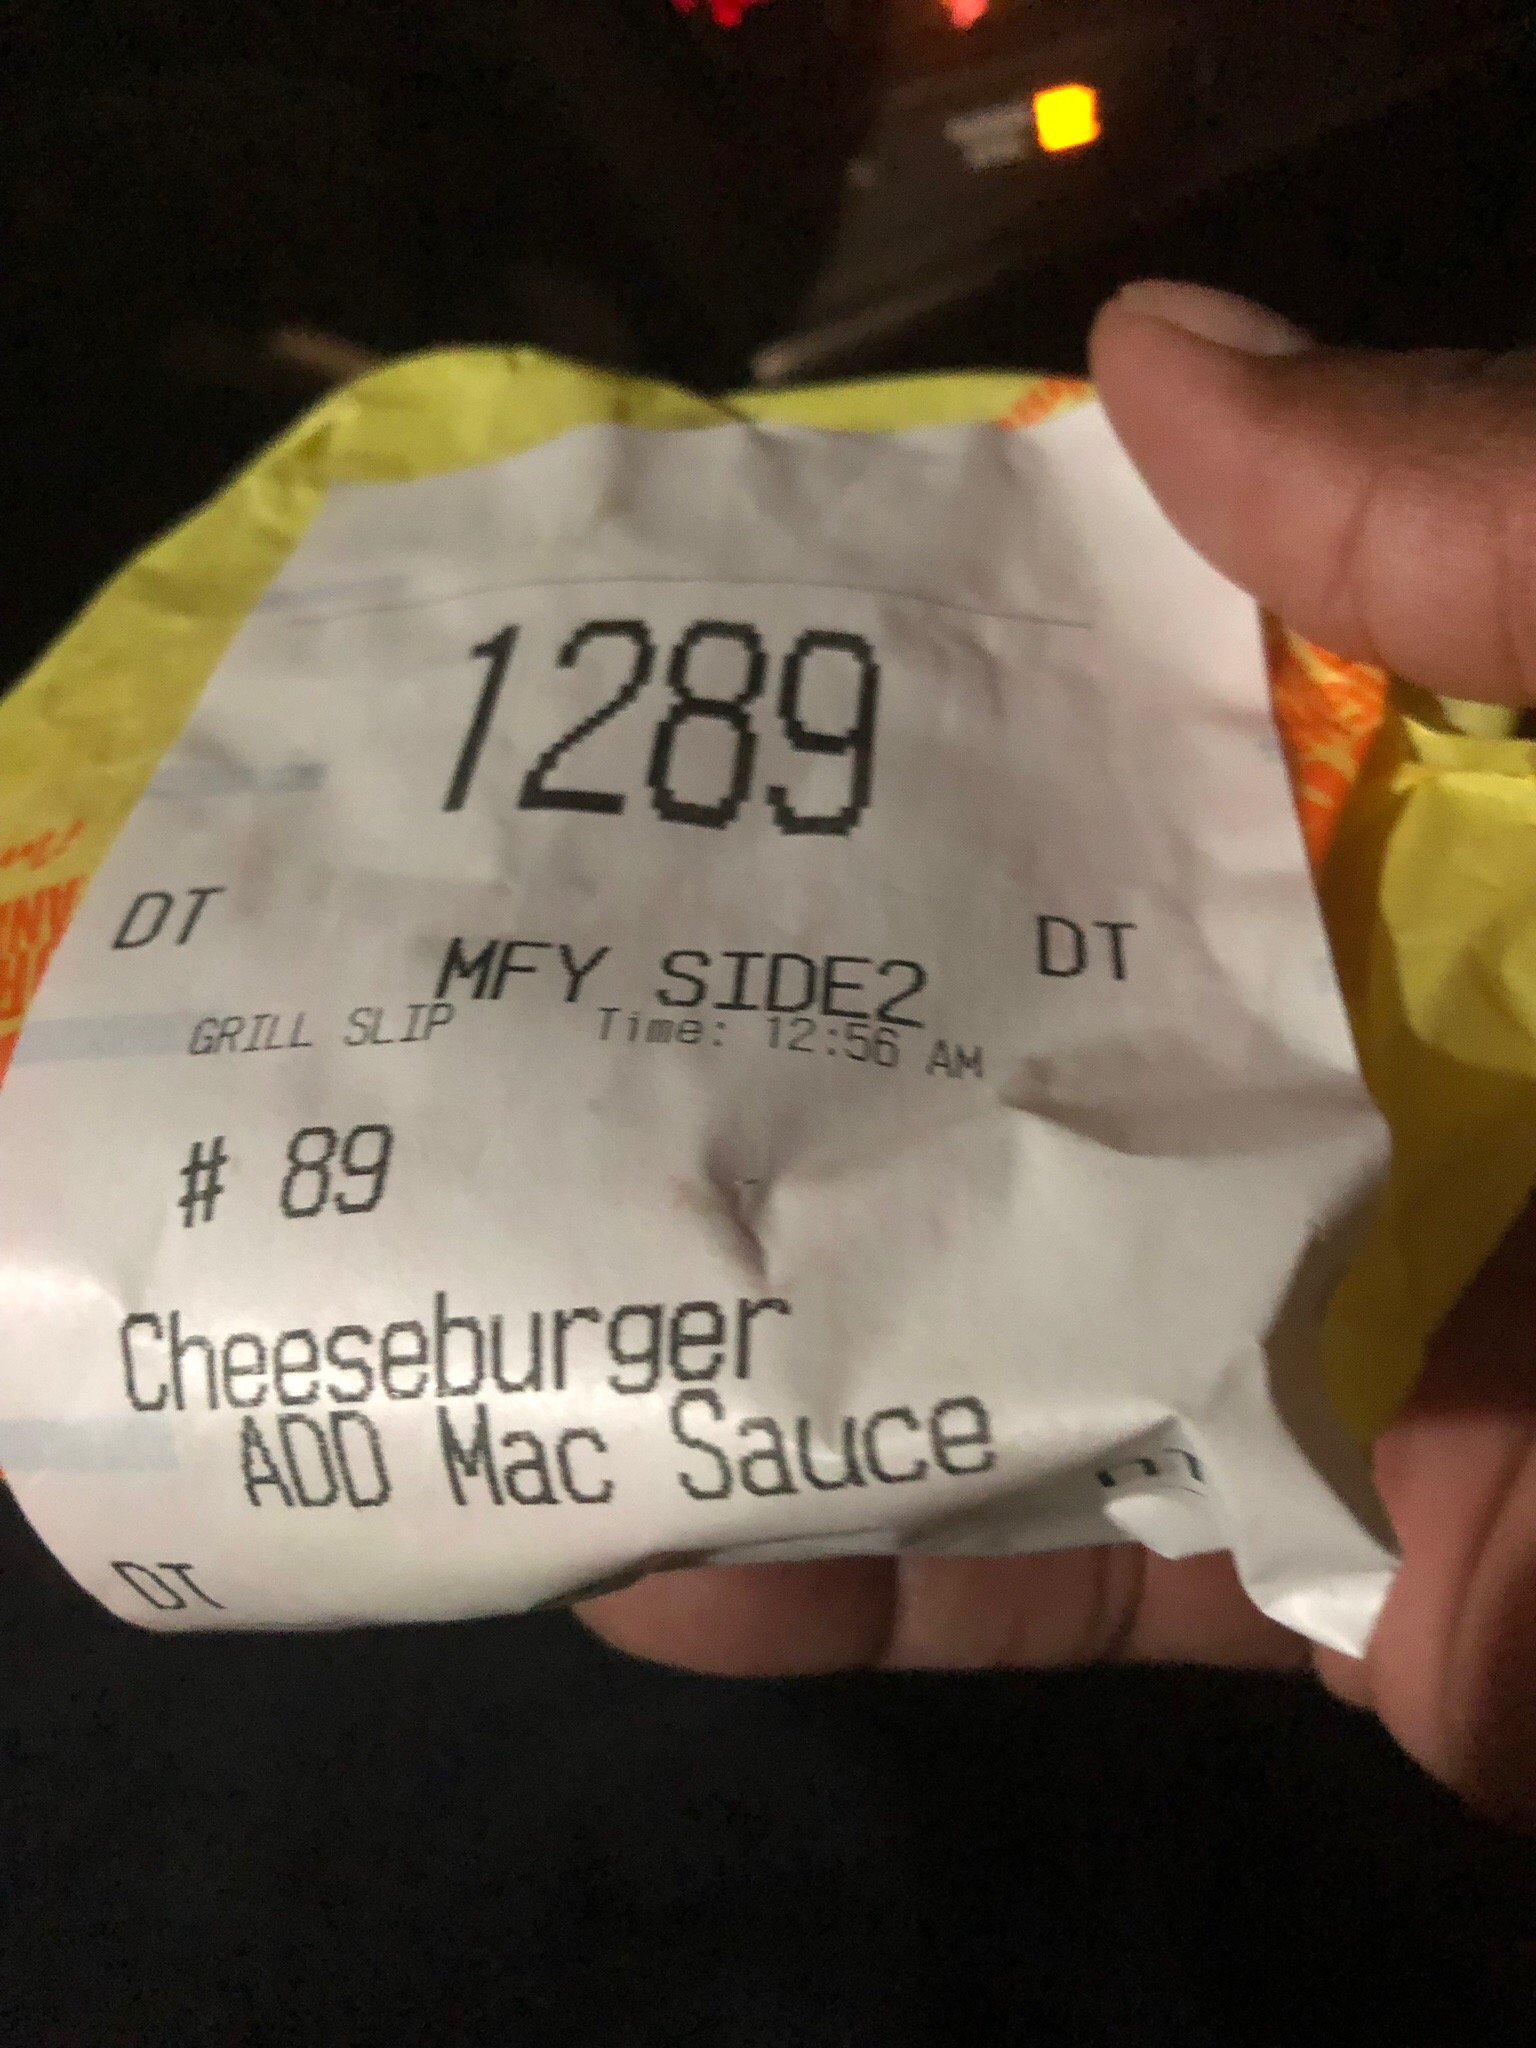 1289
DT DT
MFY SIDE2
GRILL SLIP Time: 12:56 AM
# 89
Cheeseburger
ADD Mac Sauce
DT